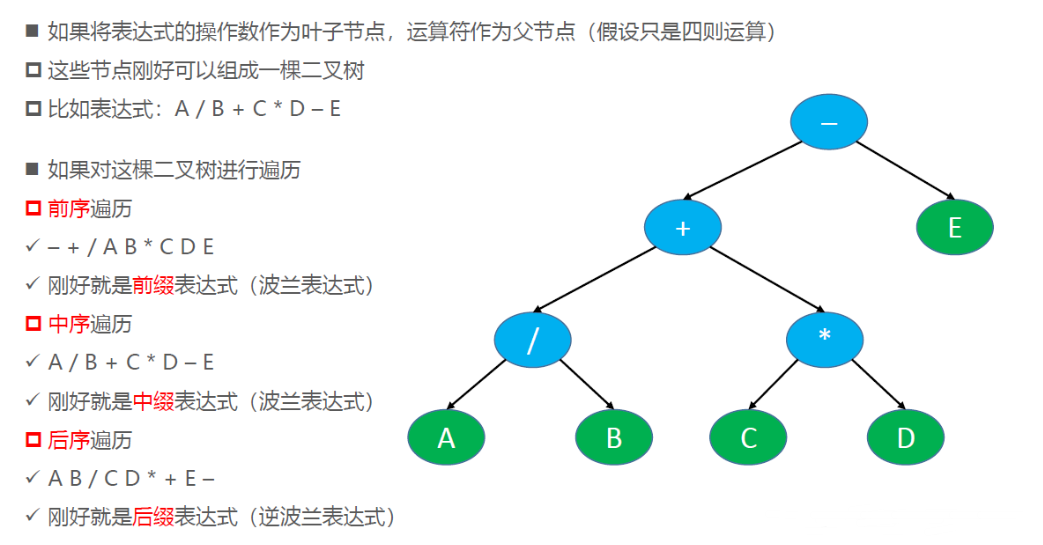 如果将表达式的操作数作为叶子节点，运算符作为父节点（假设只是四则运算）
这些节点刚好可以组成一棵二叉树
比如表达式：A / B + C * D – E
如果对这棵二叉树进行遍历
前序遍历
– + / A B * C D E
刚好就是前缀表达式（波兰表达式）
中序遍历
A / B + C * D – E
刚好就是中缀表达式（波兰表达式）
后序遍历
A B / C D * + E –
刚好就是后缀表达式（逆波兰表达式）
–
+ E
/ *
A B C D